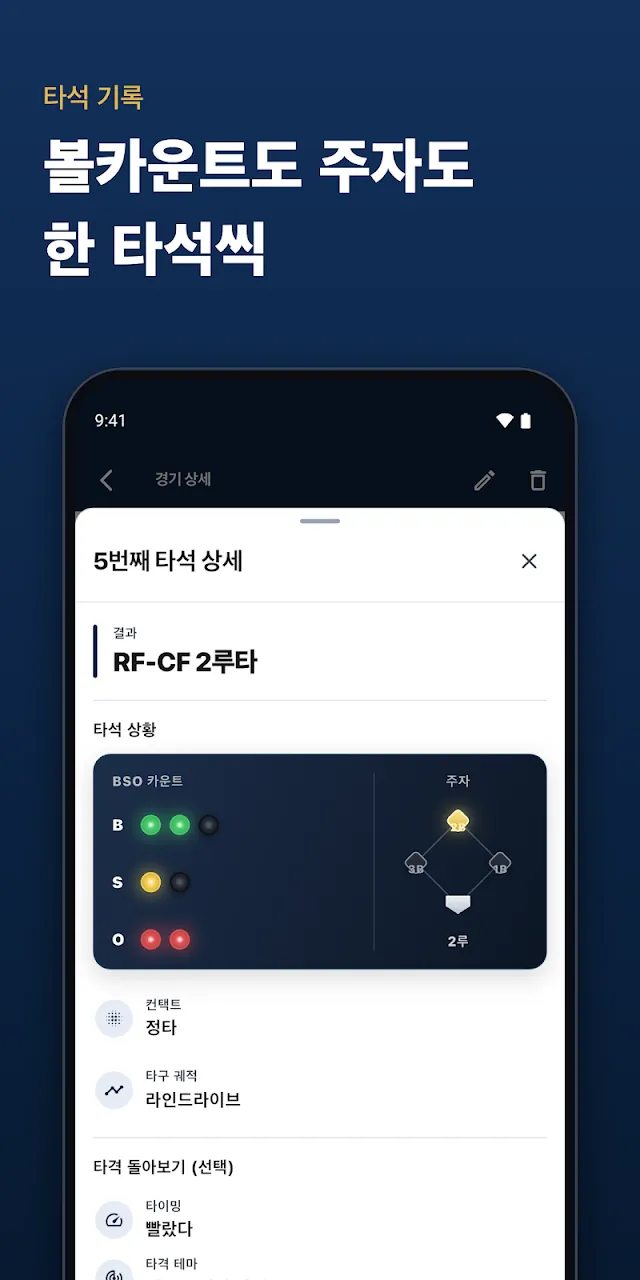 타석 기록
볼카운트도 주자도
한 타석씩
9:41
경기 상세
5번째 타석 상세
결과
RF-CF 2루타
타석 상황
BSO 카운트
주자
B
2B
3B
1B
S
O
2루
컨택트
정타
타구 궤적
라인드라이브
타격 돌아보기 (선택)
타이밍
빨랐다
타격 테마